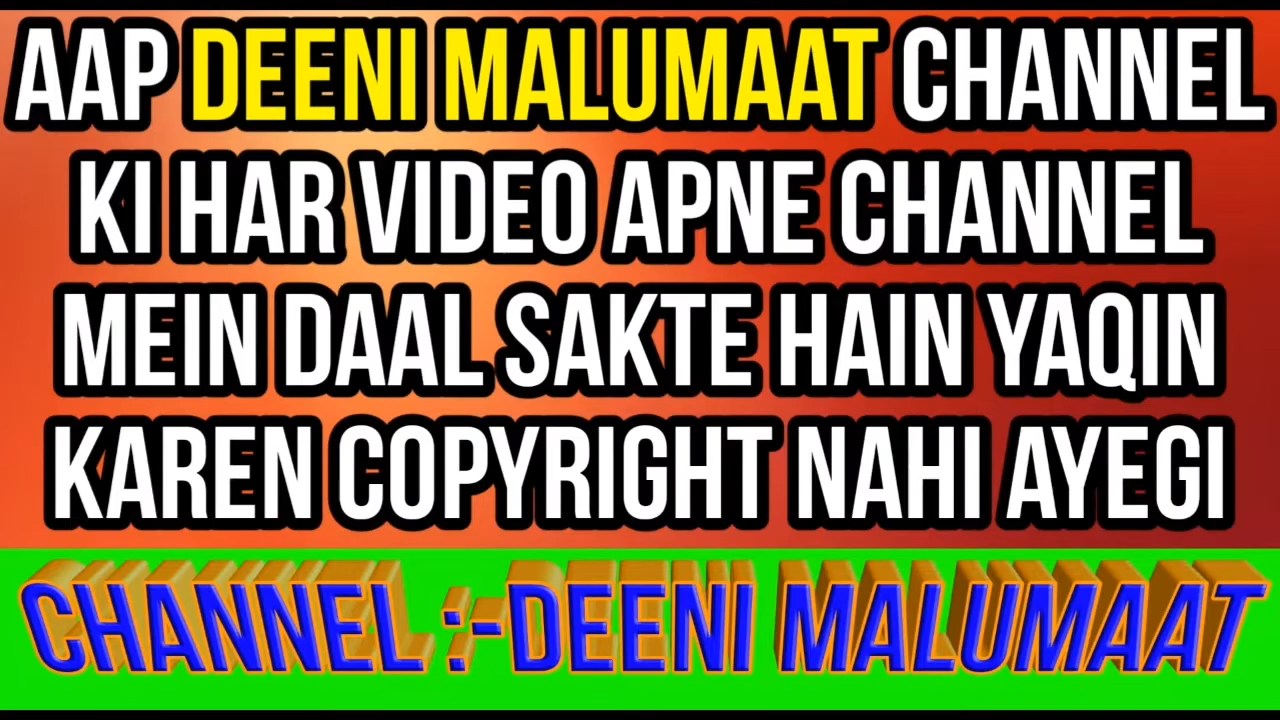 AAP DEENI MALUMAAT CHANNEL
KI HAR VIDEO APNE CHANNEL
MEIN DAAL SAKTE HAIN YAQIN
KAREN COPYRIGHT NAHI AYEGI
CHANNEL :-DEENI MALUMAAT